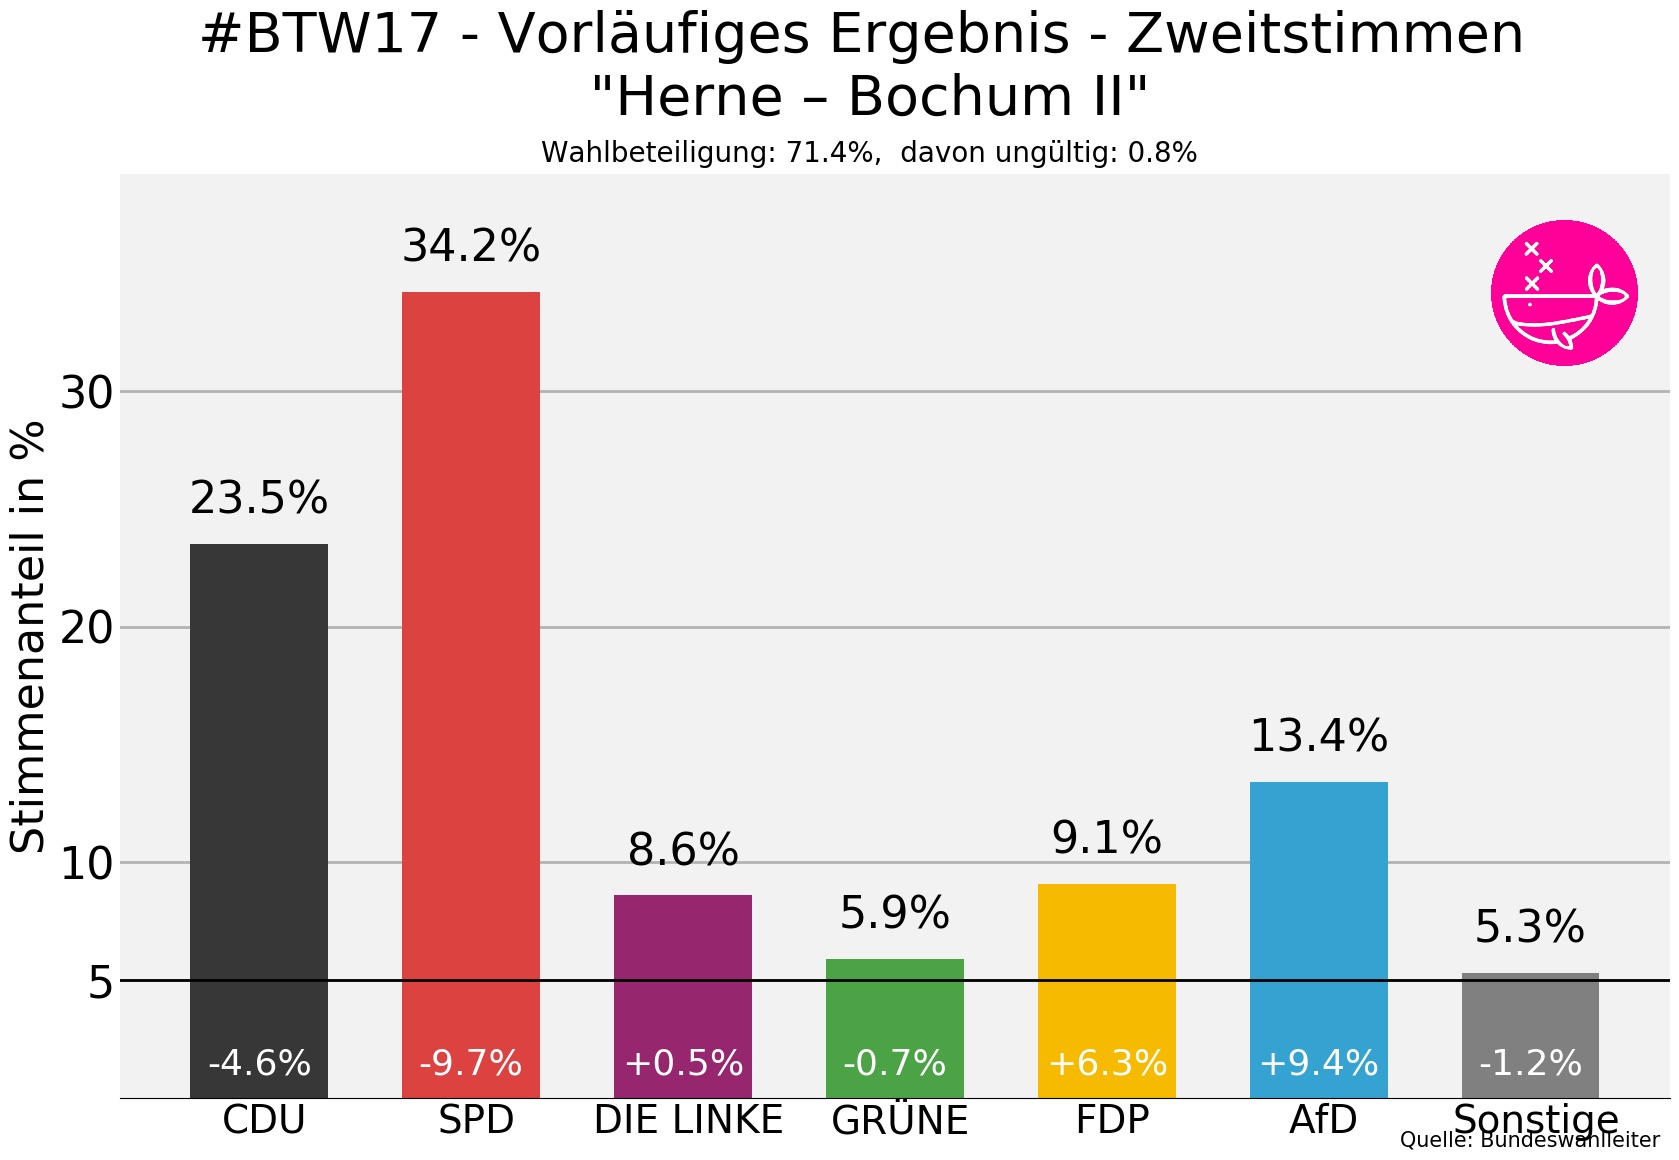 #BTW17 - Vorläufiges Ergebnis - Zweitstimmen
"Herne – Bochum II"
Wahlbeteiligung: 71.4%, davon ungültig: 0.8%
Stimmenanteil in %
30
20
10
5
23.5%
34.2%
8.6%
5.9%
9.1%
13.4%
5.3%
-4.6%
-9.7%
+0.5%
-0.7%
+6.3%
+9.4%
-1.2%
CDU
SPD
DIE LINKE
GRÜNE
FDP
AfD
Sonstige
Quelle: Bundeswahlleiter